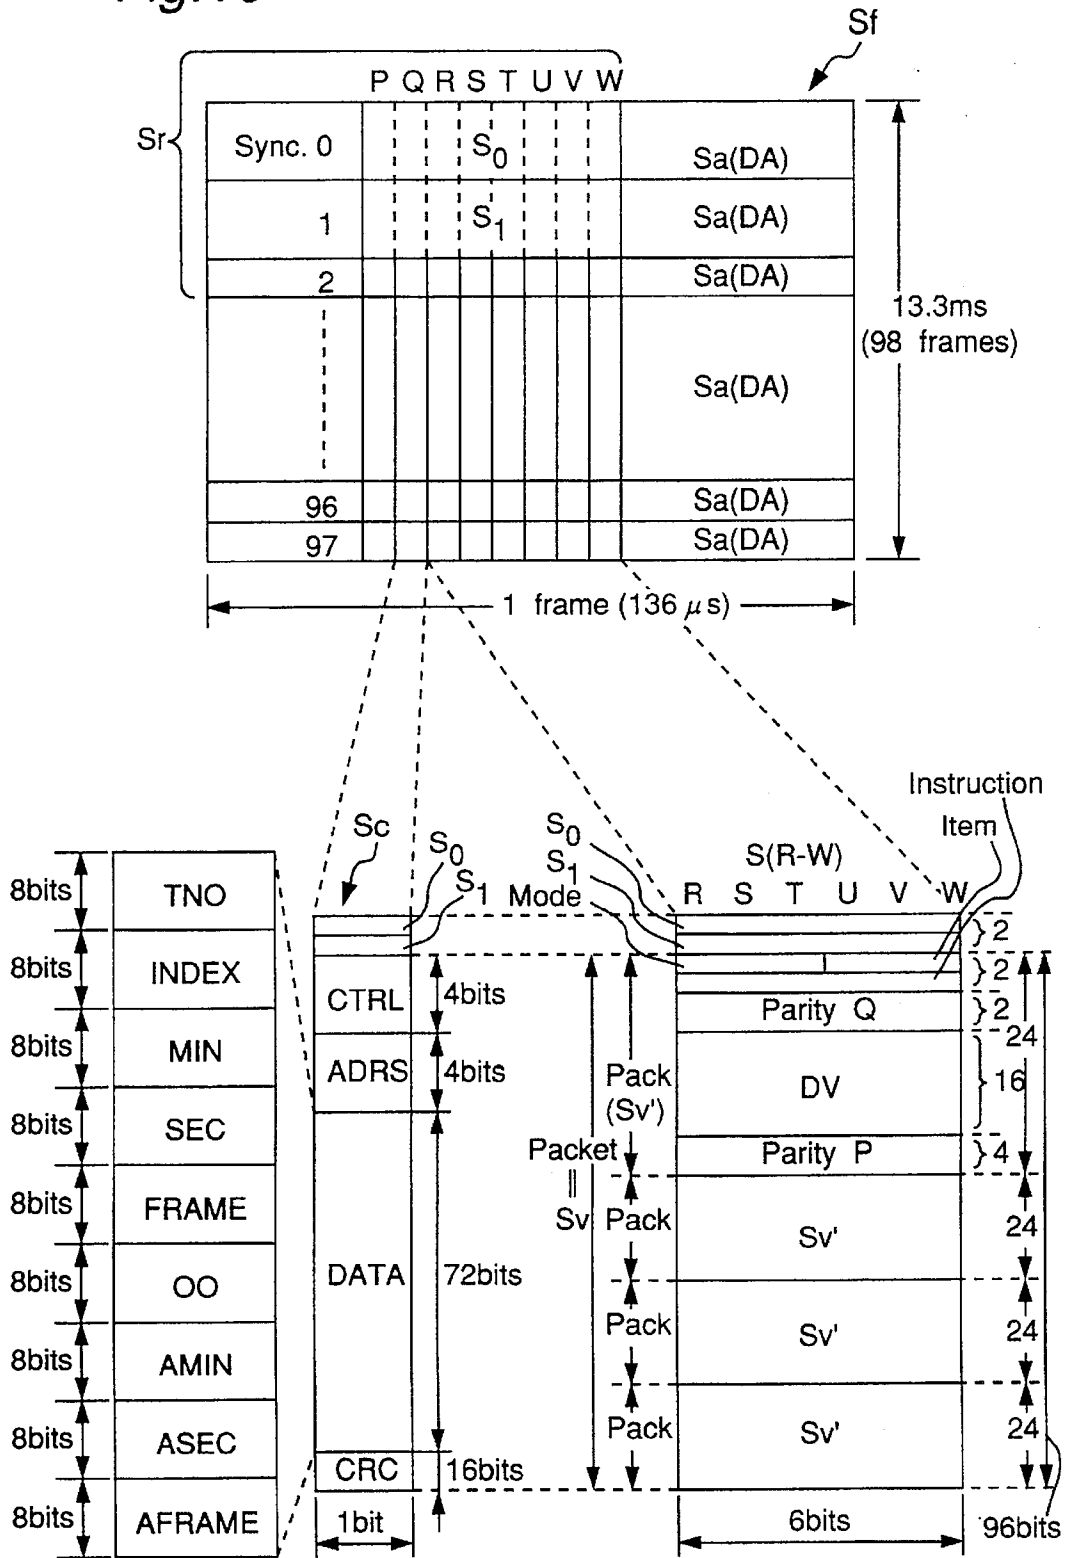 Sf
P Q R S T U V W
Sr
Sync. 0
S0
Sa(DA)
1
S1
Sa(DA)
2
Sa(DA)
13.3ms
(98 frames)
Sa(DA)
96
Sa(DA)
97
Sa(DA)
1 frame (136 μs)
Instruction
Item
Sc
S0
S1
S0
S1
Mode
S(R-W)
R S T U V W
8bits
TNO
8bits
INDEX
8bits
MIN
8bits
SEC
8bits
FRAME
8bits
OO
8bits
AMIN
8bits
ASEC
8bits
AFRAME
CTRL
4bits
ADRS
4bits
DATA
72bits
CRC
16bits
1bit
Packet
||
Sv
Pack
(Sv')
Pack
Pack
Pack
}2
}2
Parity Q
}2
24
DV
}16
Parity P
}4
Sv'
24
Sv'
24
Sv'
24
6bits
96bits